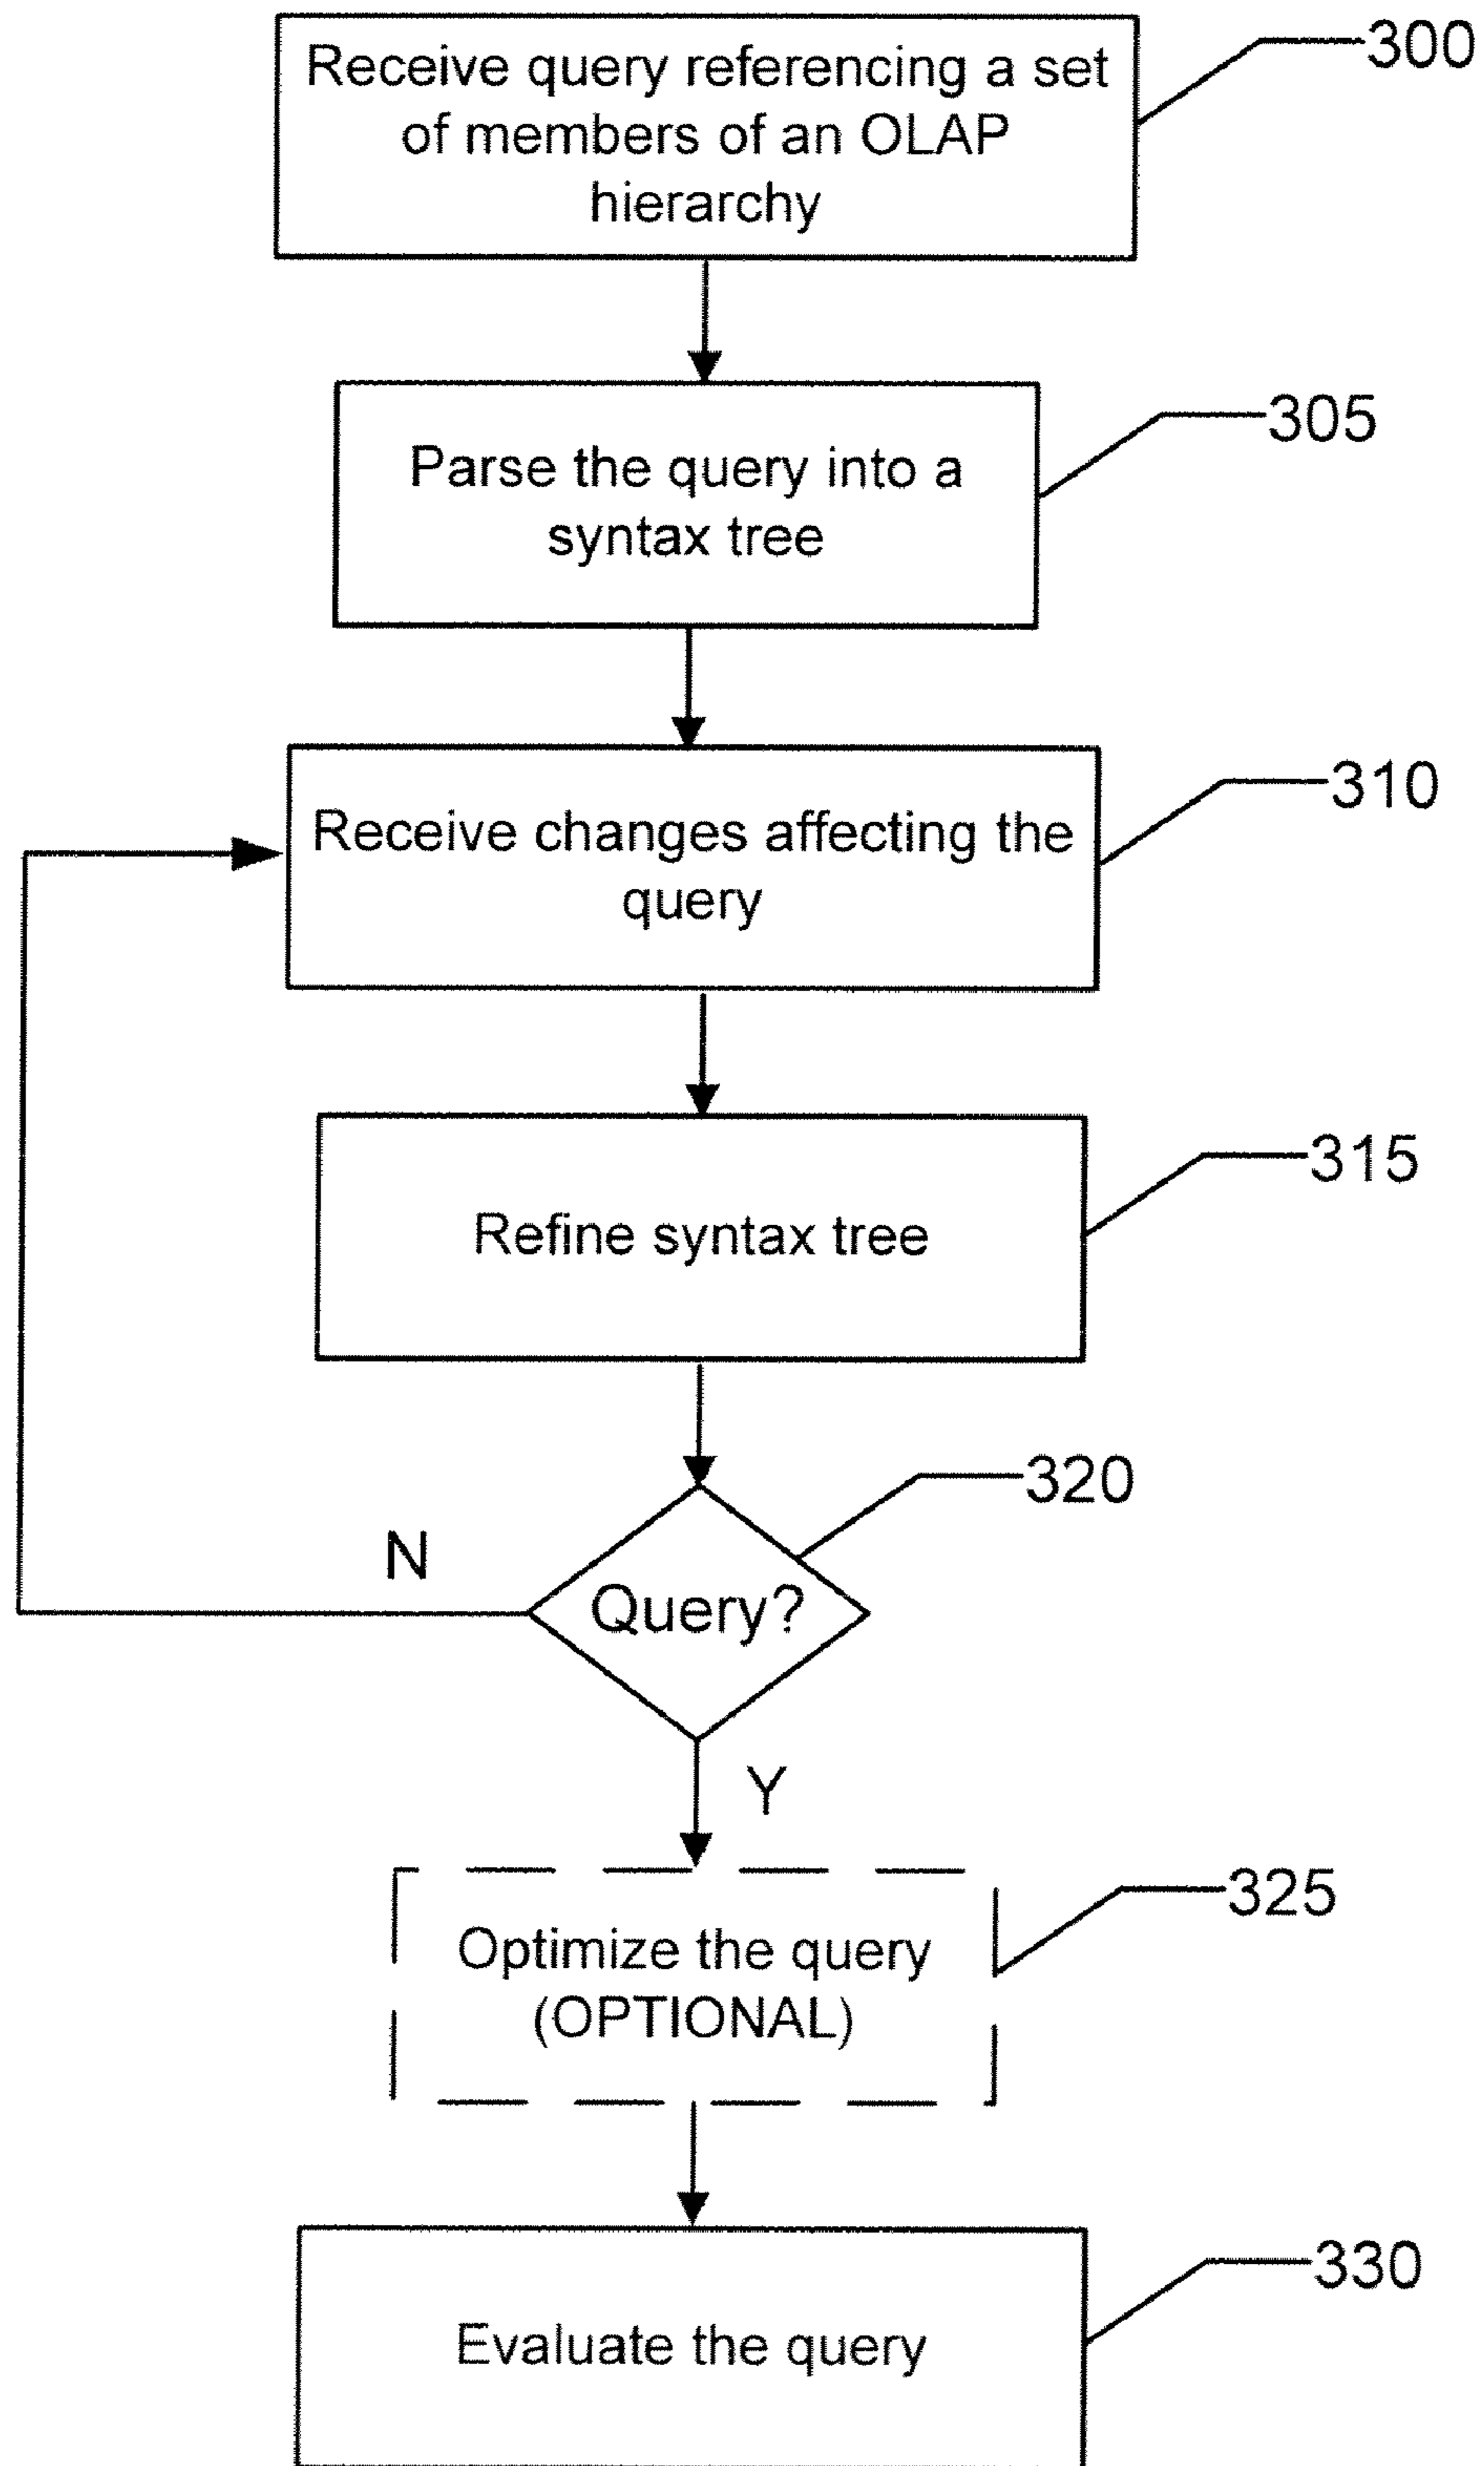 Receive query referencing a set
of members of an OLAP
hierarchy
300
Parse the query into a
syntax tree
305
Receive changes affecting the
query
310
Refine syntax tree
315
320
N
Query?
Y
Optimize the query
(OPTIONAL)
325
Evaluate the query
330